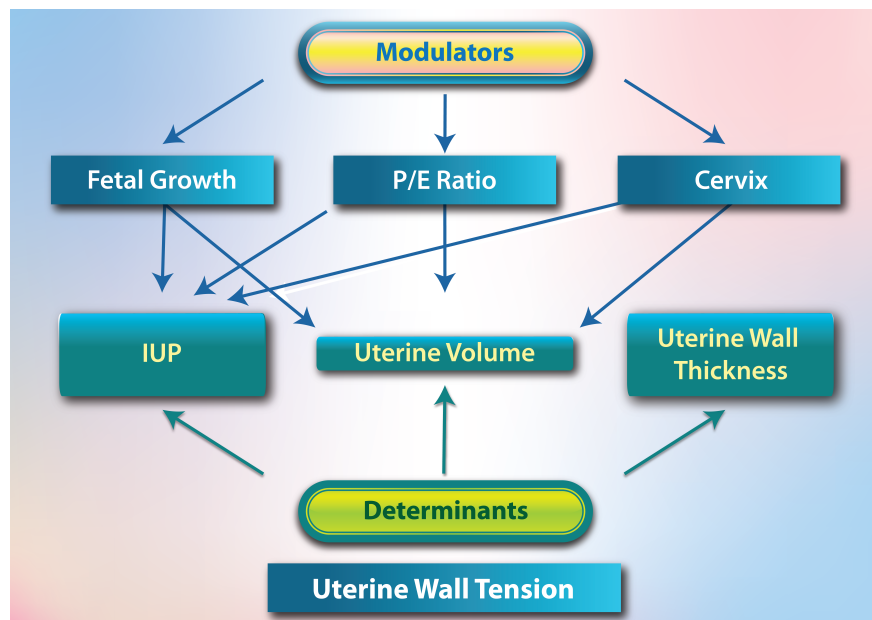 Modulators
Fetal Growth
P/E Ratio
Cervix
IUP
Uterine Volume
Uterine Wall
Thickness
Determinants
Uterine Wall Tension